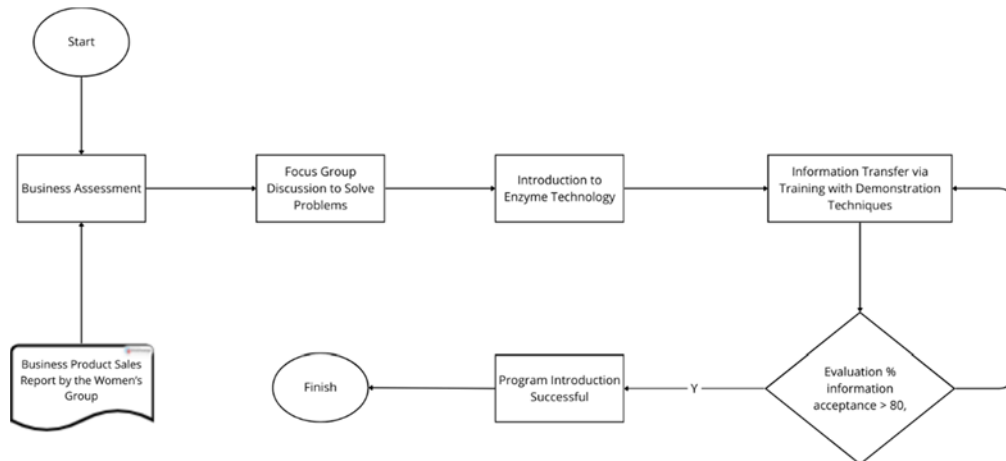 Start
Business Assessment
Focus Group
Discussion to Solve
Problems
Introduction to
Enzyme Technology
Information Transfer via
Training with Demonstration
Techniques
Business Product Sales
Report by the Women's
Group
Finish
Program Introduction
Successful
Y
Evaluation %
information
acceptance > 80,